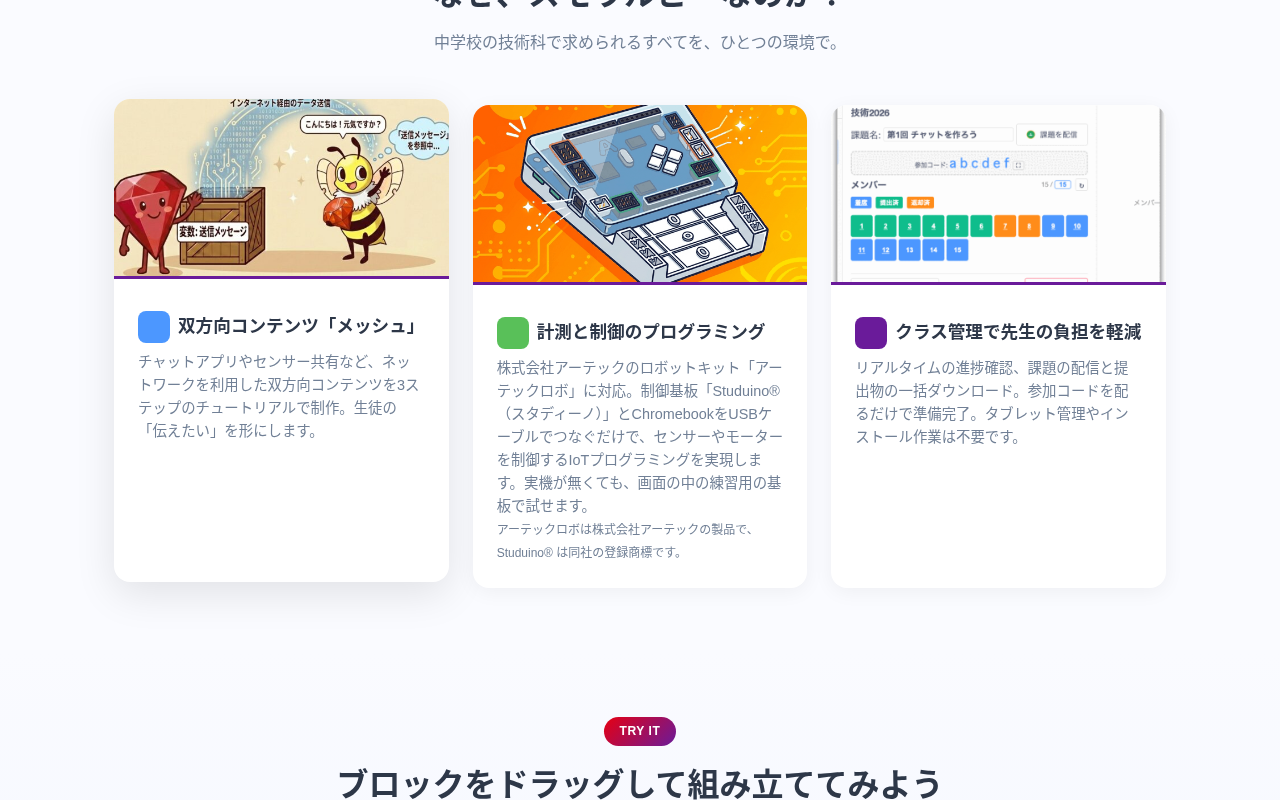 なぜ、スモウルビーなのか？
中学校の技術科で求められるすべてを、ひとつの環境で。
インターネット経由のデータ送信
こんにちは！元気ですか？
「送信メッセージ」
を参照中…
変数: 送信メッセージ
双方向コンテンツ「メッシュ」
チャットアプリやセンサー共有など、ネッ
トワークを利用した双方向コンテンツを3ス
テップのチュートリアルで制作。生徒の
「伝えたい」を形にします。
計測と制御のプログラミング
株式会社アーテックのロボットキット「アー
テックロボ」に対応。制御基板「Studuino®
（スタディーノ）」とChromebookをUSBケ
ーブルでつなぐだけで、センサーやモーター
を制御するIoTプログラミングを実現しま
す。実機が無くても、画面の中の練習用の基
板で試せます。
アーテックロボは株式会社アーテックの製品で、
Studuino® は同社の登録商標です。
技術2026
課題名: 第1回 チャットを作ろう 課題を配信
参加コード: abcdef
メンバー 15 / 15
メンバー
着席 提出済 返却済
1 2 3 4 5 6 7 8 9 10
11 12 13 14 15
クラス管理で先生の負担を軽減
リアルタイムの進捗確認、課題の配信と提
出物の一括ダウンロード。参加コードを配
るだけで準備完了。タブレット管理やイン
ストール作業は不要です。
TRY IT
ブロックをドラッグして組み立ててみよう